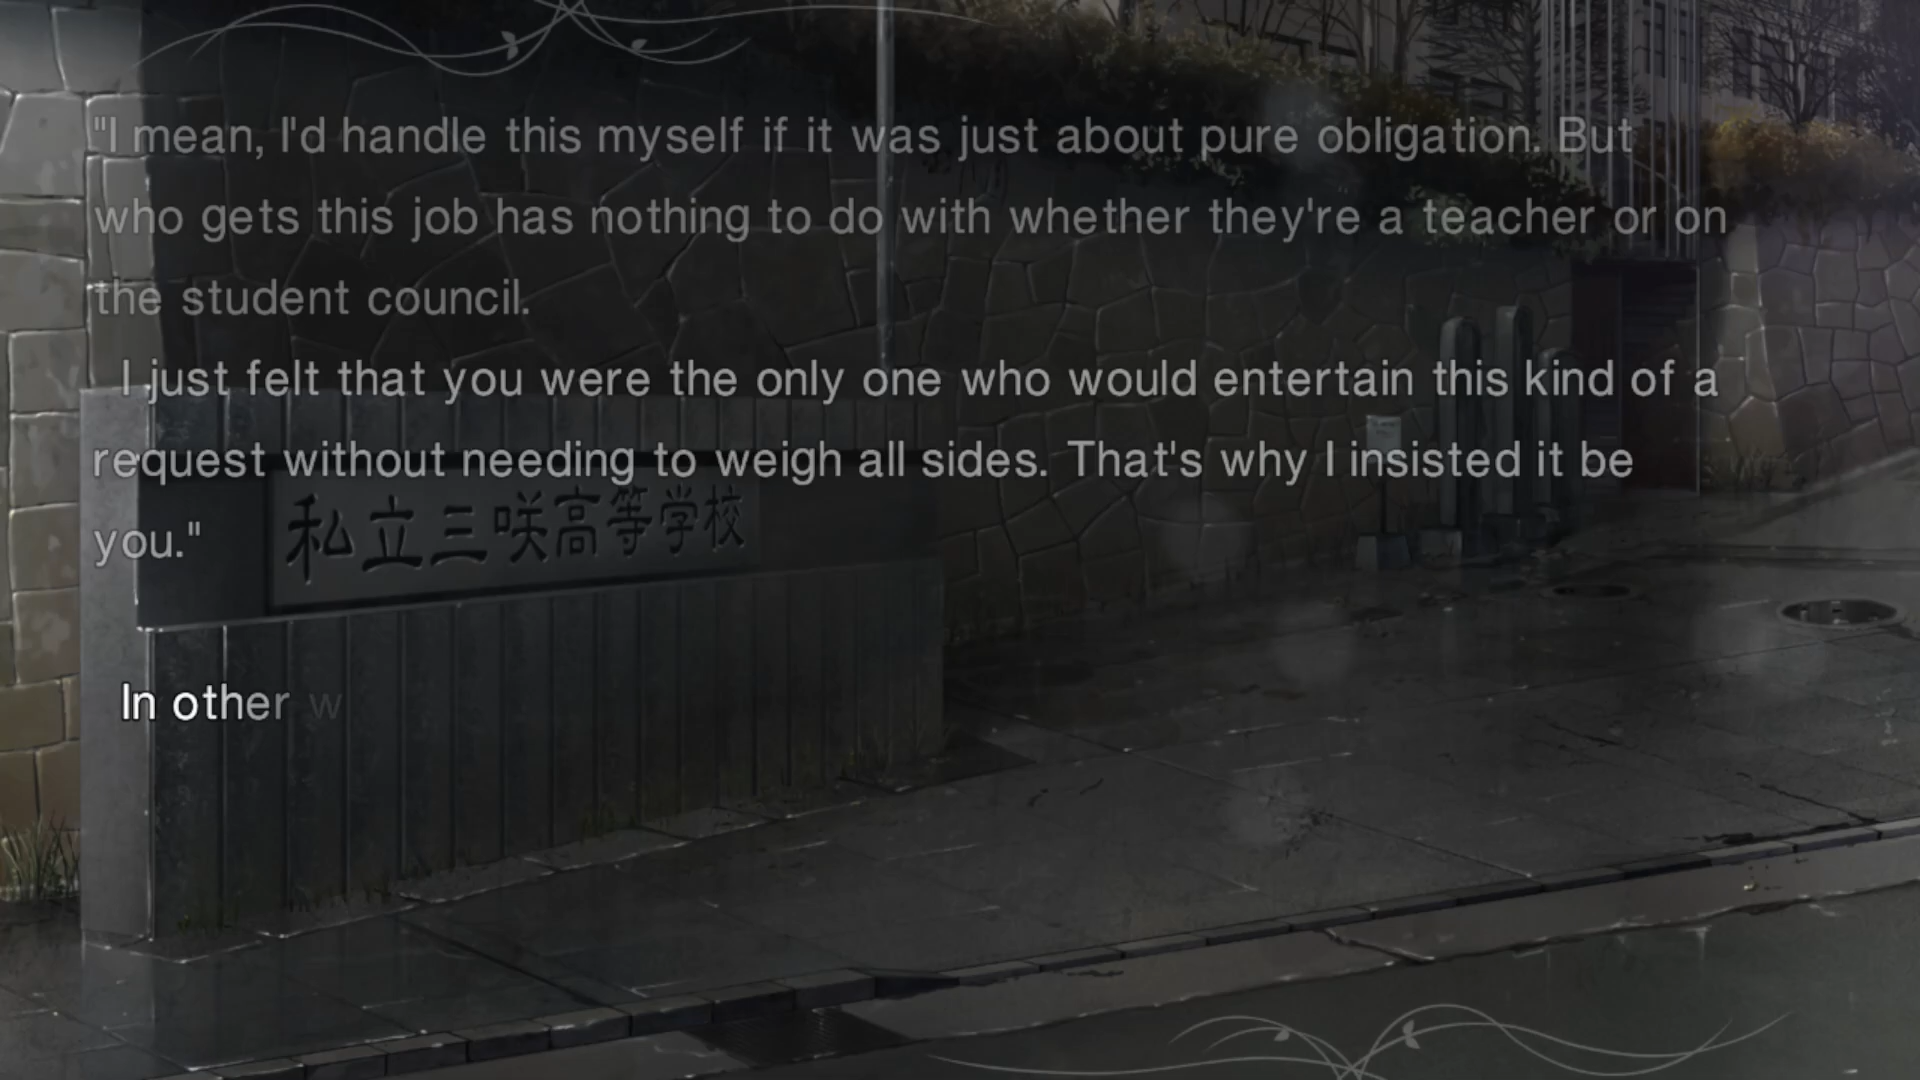 "I mean, I'd handle this myself if it was just about pure obligation. But
who gets this job has nothing to do with whether they're a teacher or on
the student council.
I just felt that you were the only one who would entertain this kind of a
request without needing to weigh all sides. That's why I insisted it be
you."
私立三咲高等学校
In other w